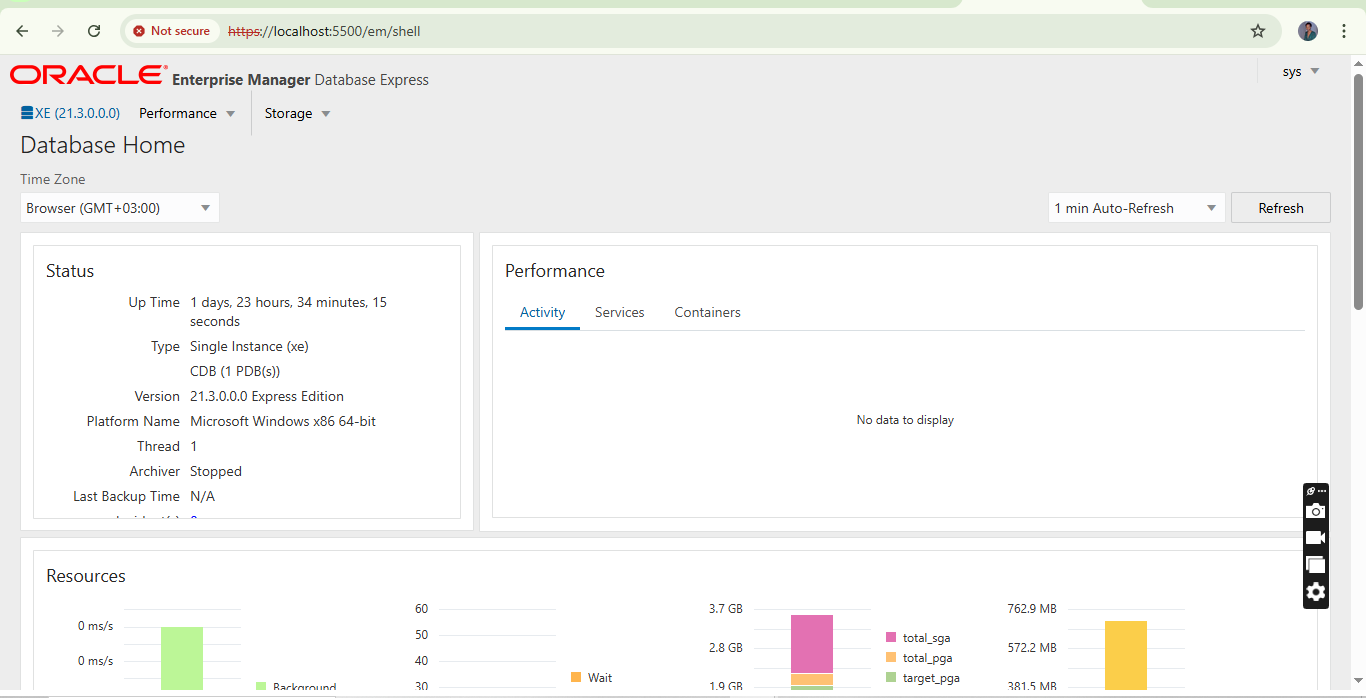 Not secure https://localhost:5500/em/shell
ORACLE® Enterprise Manager Database Express
sys
XE (21.3.0.0.0) Performance Storage
Database Home
Time Zone
Browser (GMT+03:00)
1 min Auto-Refresh Refresh
Status
Up Time 1 days, 23 hours, 34 minutes, 15
seconds
Type Single Instance (xe)
CDB (1 PDB(s))
Version 21.3.0.0.0 Express Edition
Platform Name Microsoft Windows x86 64-bit
Thread 1
Archiver Stopped
Last Backup Time N/A
Performance
Activity Services Containers
No data to display
Resources
0 ms/s
0 ms/s
Background
60
50
40
30
Wait
3.7 GB
2.8 GB
1.9 GB
total_sga
total_pga
target_pga
762.9 MB
572.2 MB
381.5 MB